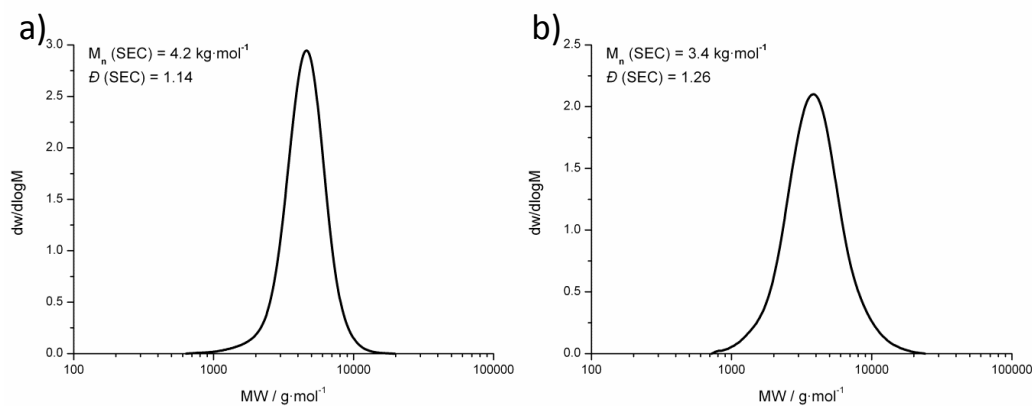 a)
M_n (SEC) = 4.2 kg·mol⁻¹
Đ (SEC) = 1.14
3.0
2.5
2.0
1.5
1.0
0.5
0.0
dw/dlogM
100
1000
10000
100000
MW / g·mol⁻¹
b)
M_n (SEC) = 3.4 kg·mol⁻¹
Đ (SEC) = 1.26
2.5
2.0
1.5
1.0
0.5
0.0
dw/dlogM
100
1000
10000
100000
MW / g·mol⁻¹